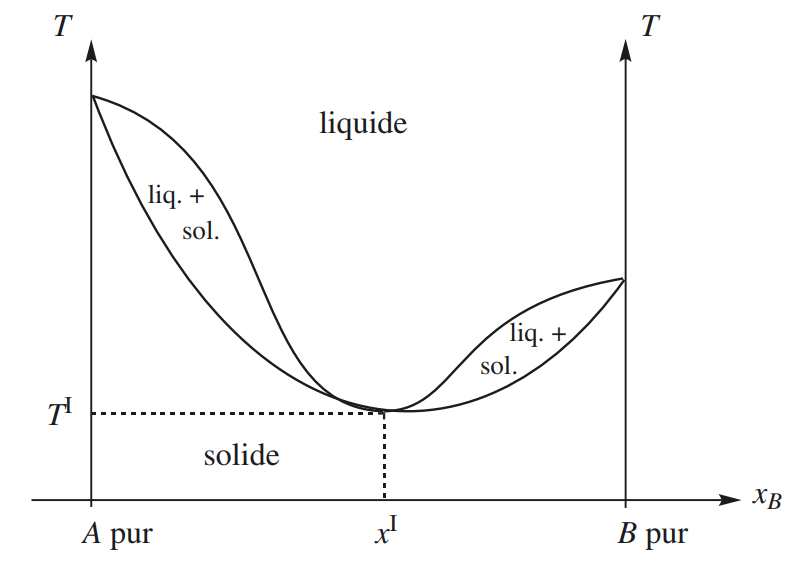 T
T
liquide
liq. +
sol.
liq. +
sol.
T^I
solide
x_B
A pur
x^I
B pur